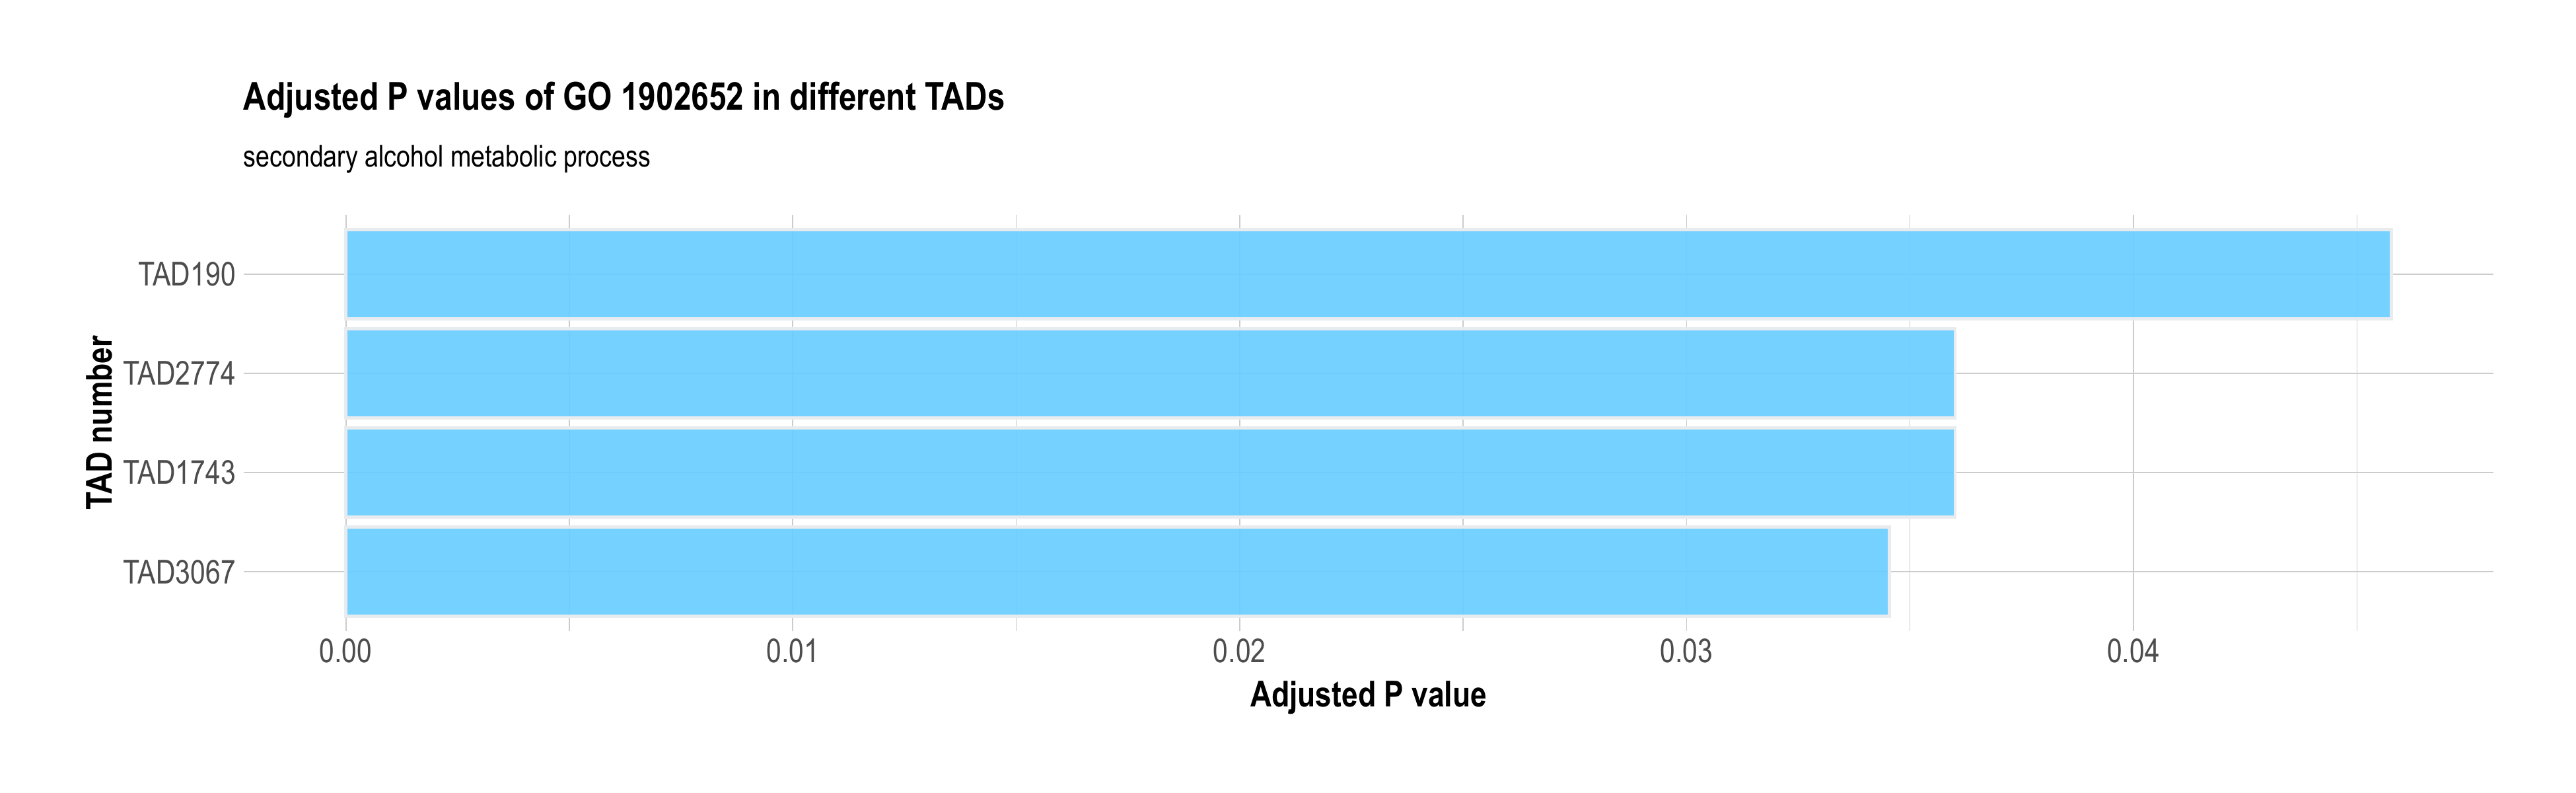 Adjusted P values of GO 1902652 in different TADs
secondary alcohol metabolic process
TAD number
TAD190
TAD2774
TAD1743
TAD3067
0.00 0.01 0.02 0.03 0.04
Adjusted P value